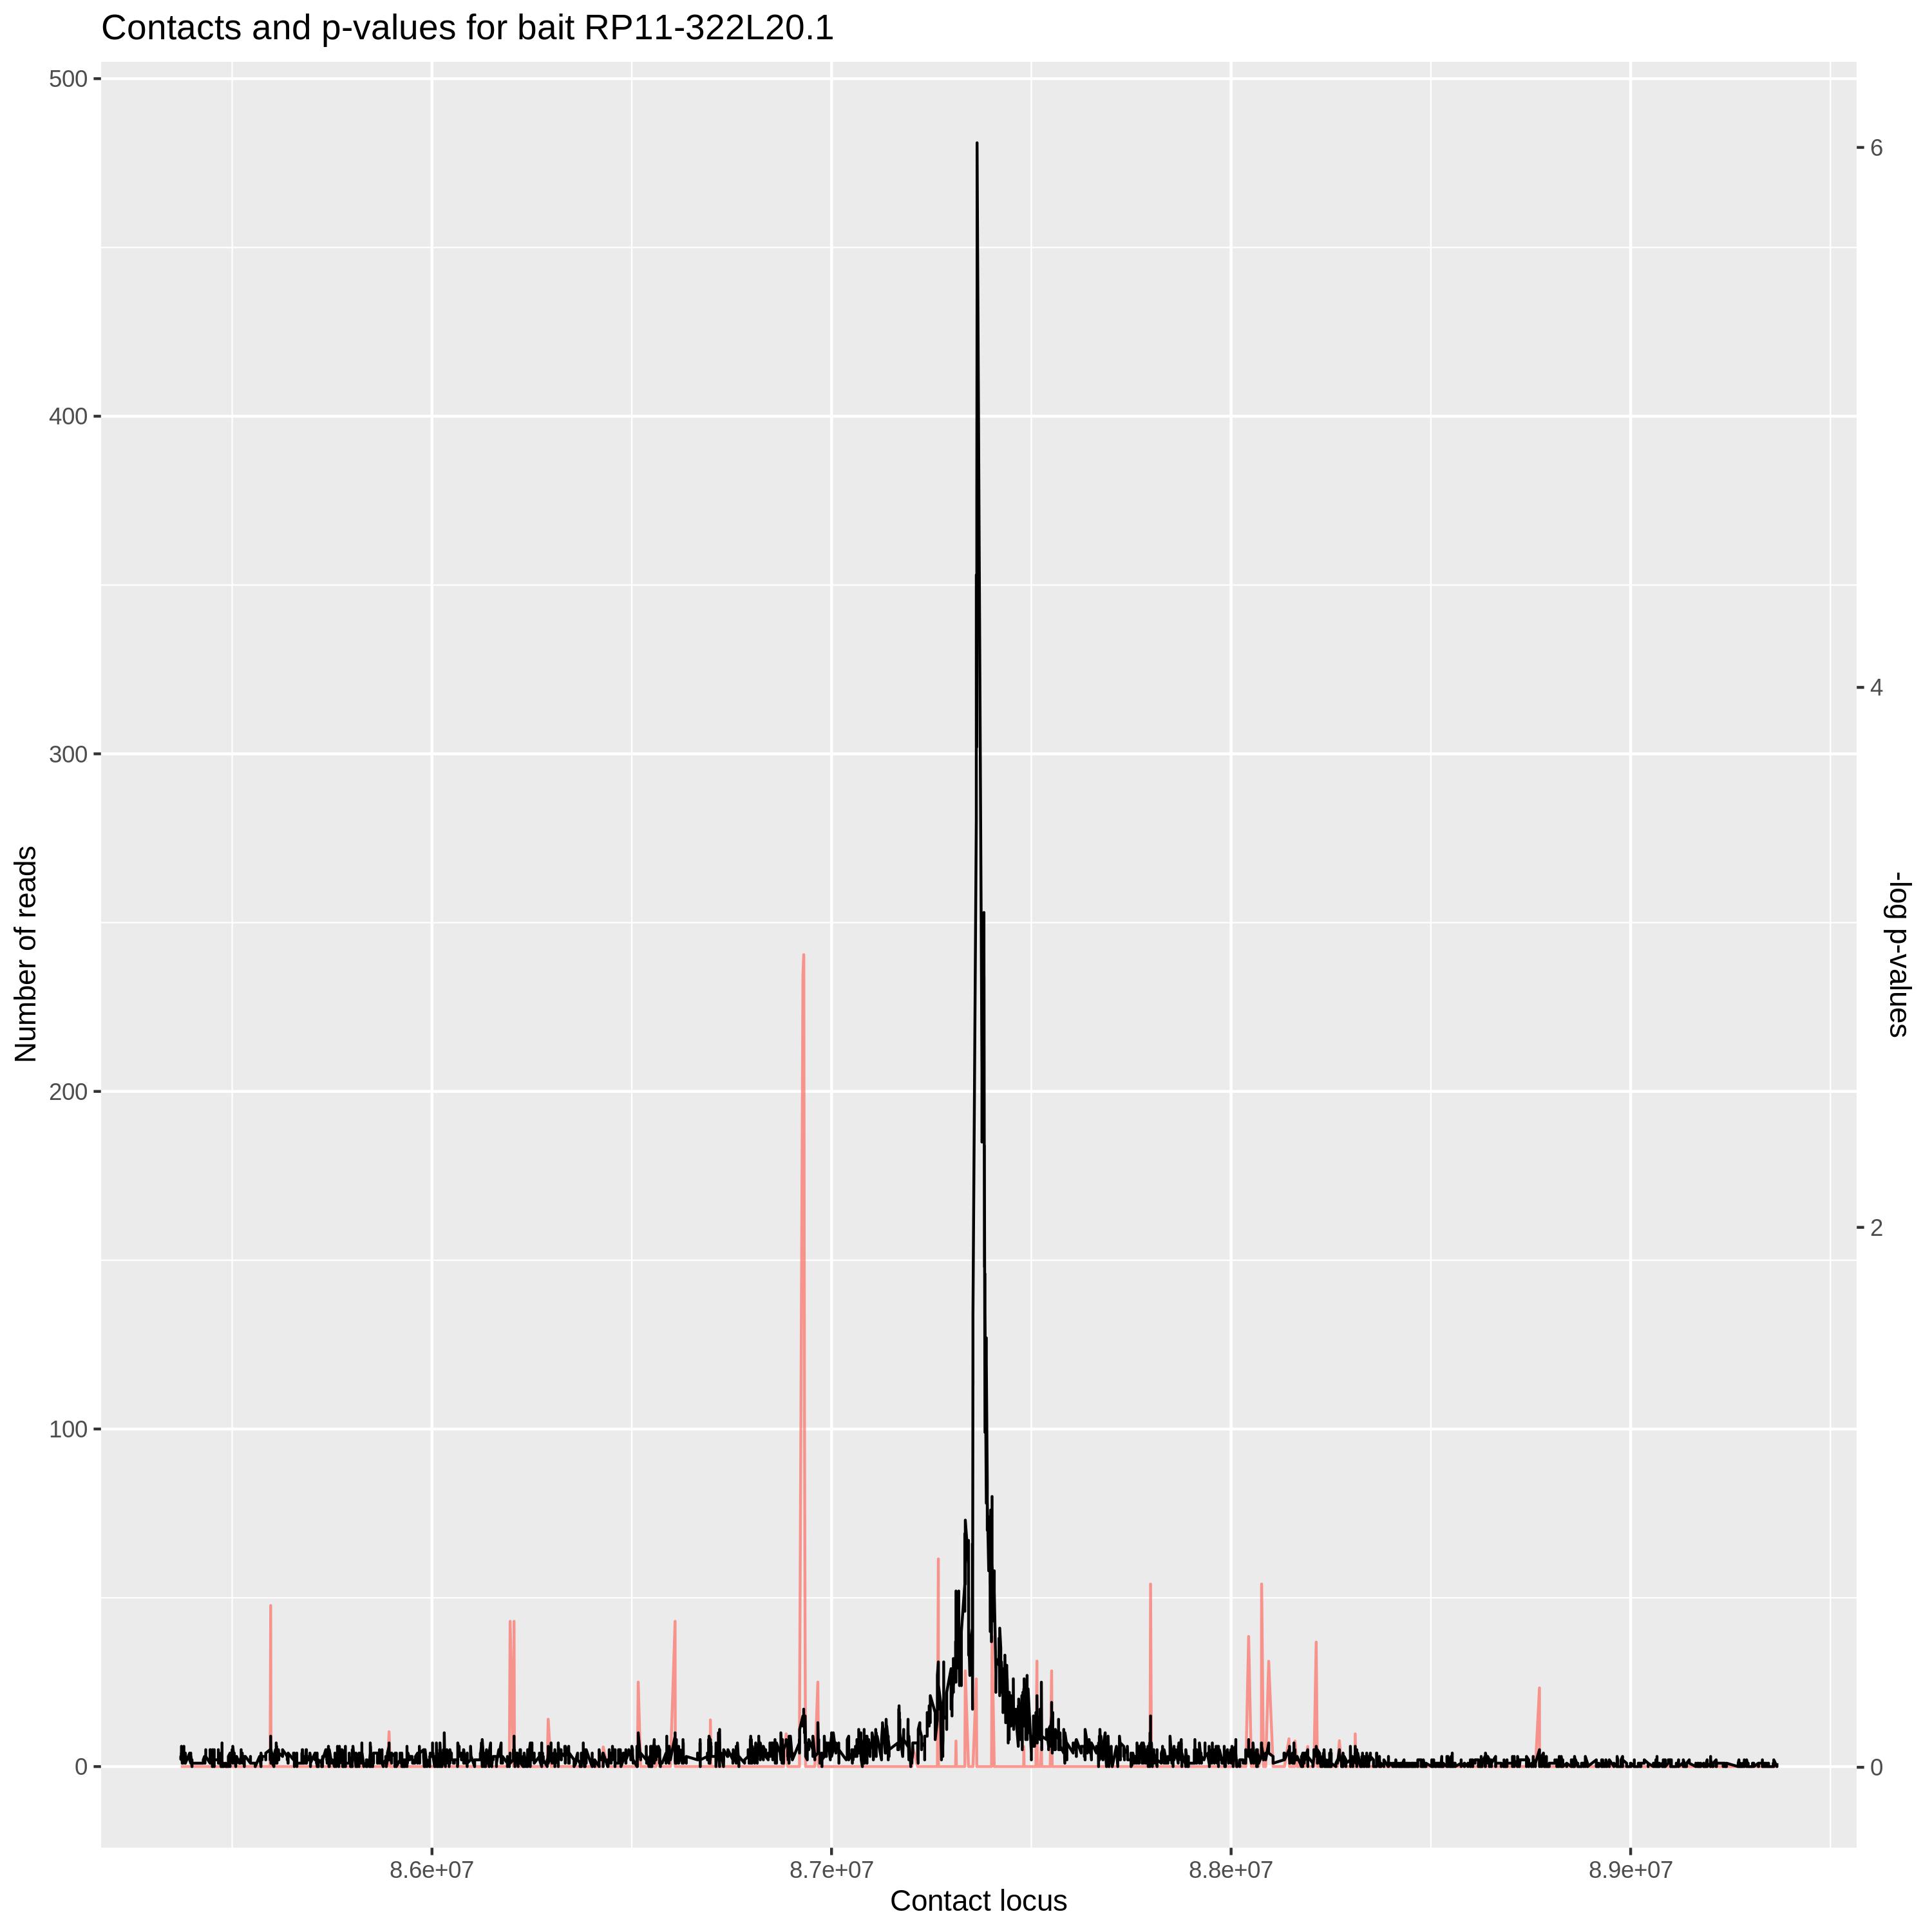 Contacts and p-values for bait RP11-322L20.1
500
400
300
200
100
0
Number of reads
6
4
2
0
-log p-values
8.6e+07
8.7e+07
8.8e+07
8.9e+07
Contact locus